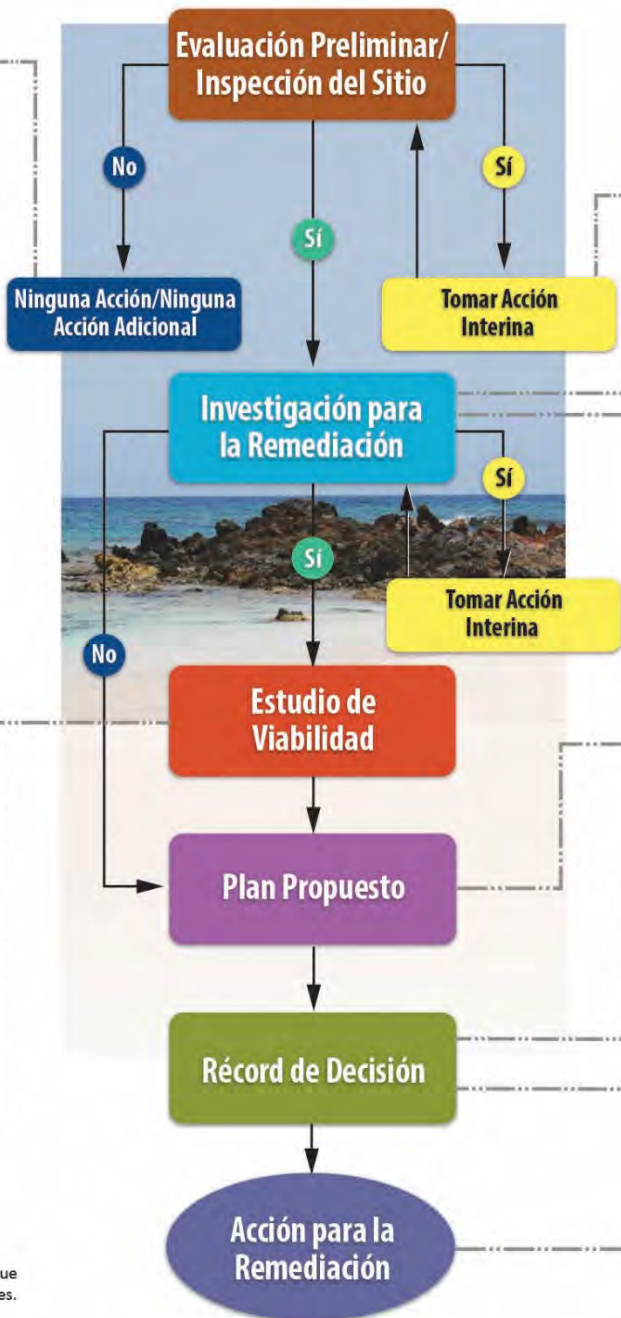 Evaluación Preliminar/
Inspección del Sitio
No
Sí
Sí
Ninguna Acción/Ninguna
Acción Adicional
Tomar Acción
Interina
Investigación para
la Remediación
Sí
Sí
Tomar Acción
Interina
No
Estudio de
Viabilidad
Plan Propuesto
Récord de Decisión
Acción para la
Remediación
ue
es.